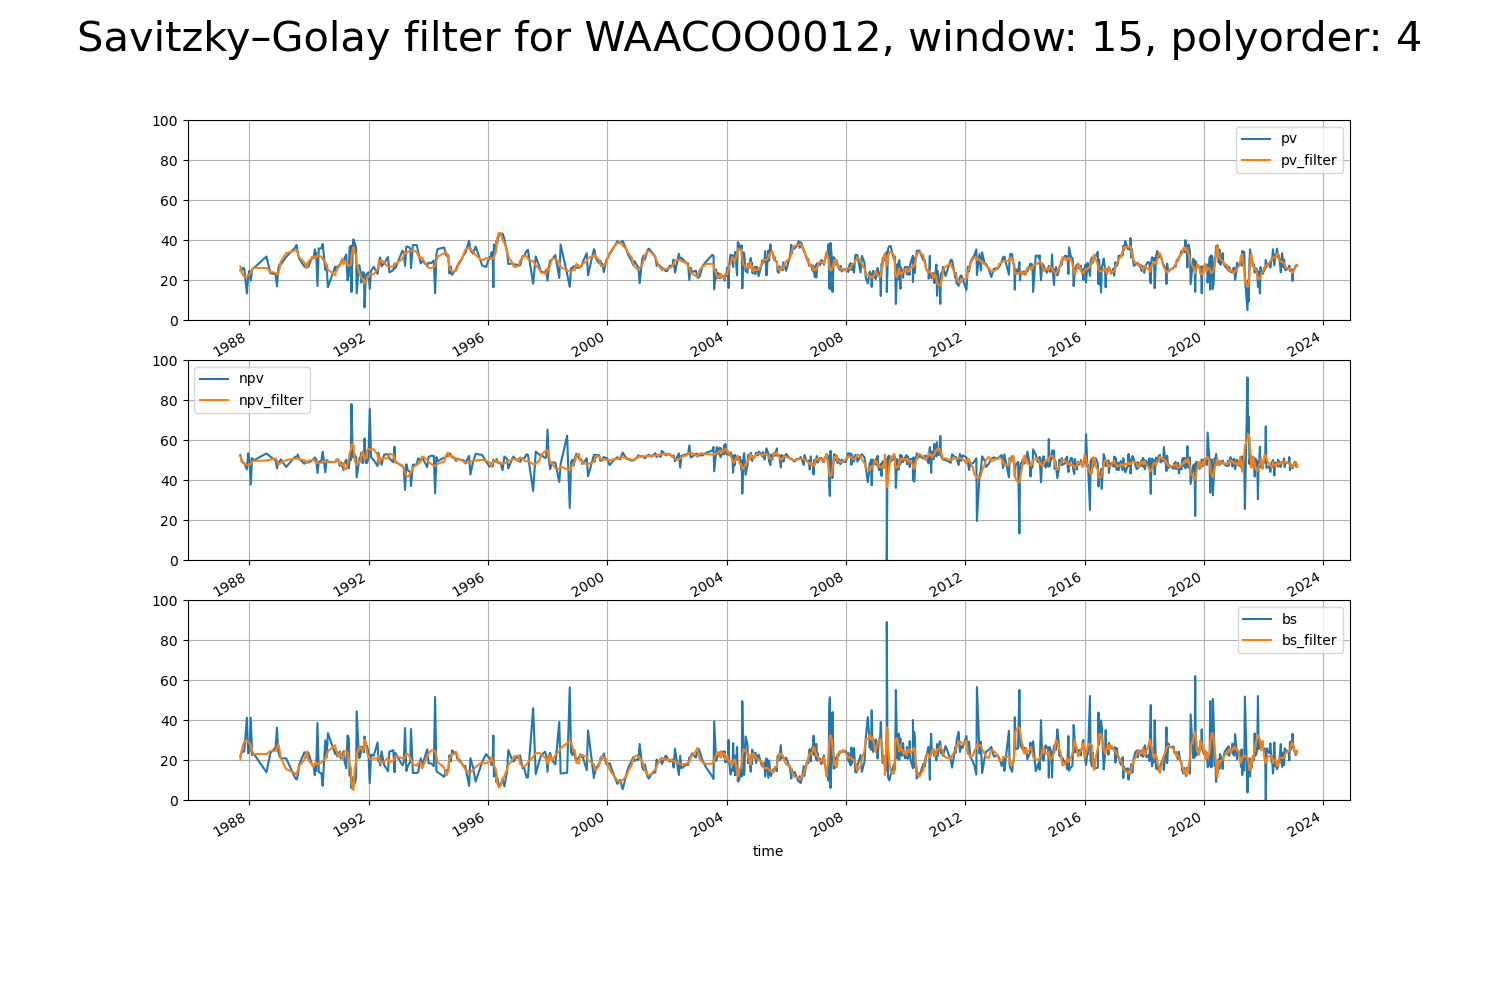 Savitzky–Golay filter for WAACOO0012, window: 15, polyorder: 4
100
80
60
40
20
0
pv
pv_filter
1988 1992 1996 2000 2004 2008 2012 2016 2020 2024
100
80
60
40
20
0
npv
npv_filter
1988 1992 1996 2000 2004 2008 2012 2016 2020 2024
100
80
60
40
20
0
bs
bs_filter
1988 1992 1996 2000 2004 2008 2012 2016 2020 2024
time